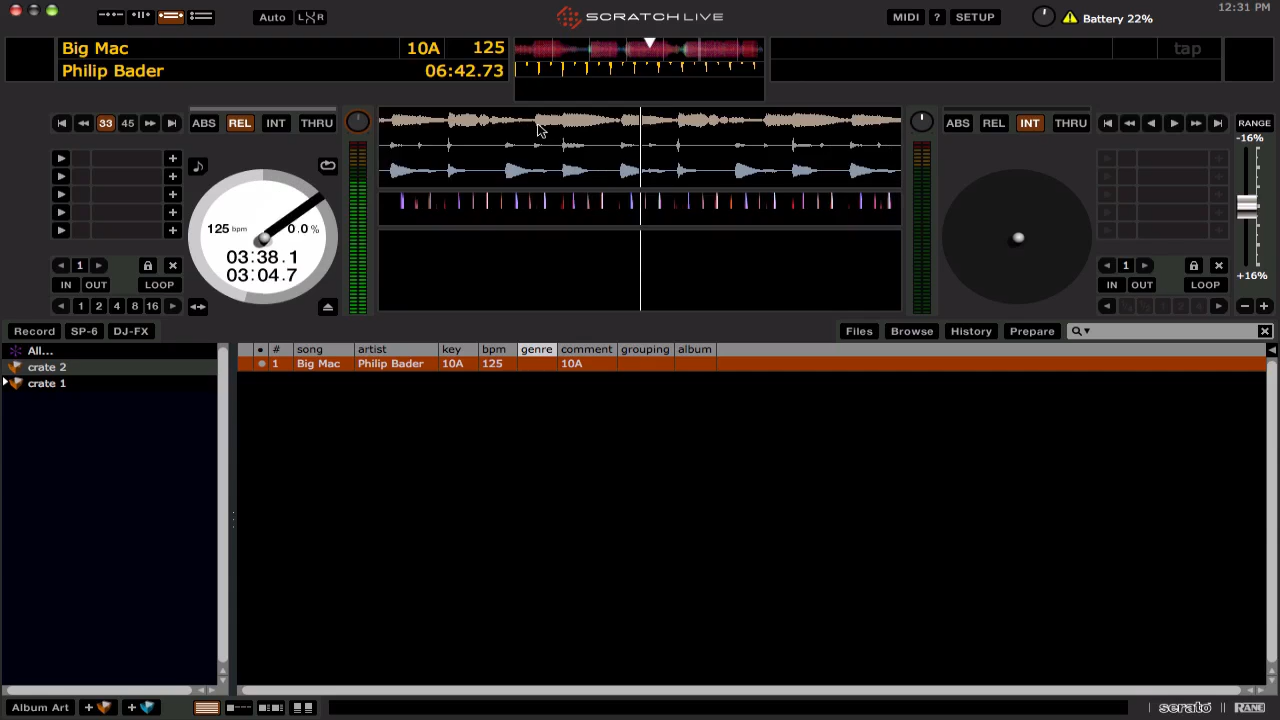 12:31 PM
Auto
SCRATCH LIVE
MIDI ? SETUP
Battery 22%
Big Mac 10A 125
Philip Bader 06:42.73
tap
33 45
ABS REL INT THRU
ABS REL INT THRU
RANGE
-16%
125 bpm 0.0 %
03:38.1
03:04.7
1
IN OUT LOOP
1 2 4 8 16
1
IN OUT LOOP
+16%
Record SP-6 DJ-FX
Files Browse History Prepare
All...
crate 2
crate 1
# song artist key bpm genre comment grouping album
1 Big Mac Philip Bader 10A 125 10A
Album Art
serato RANE